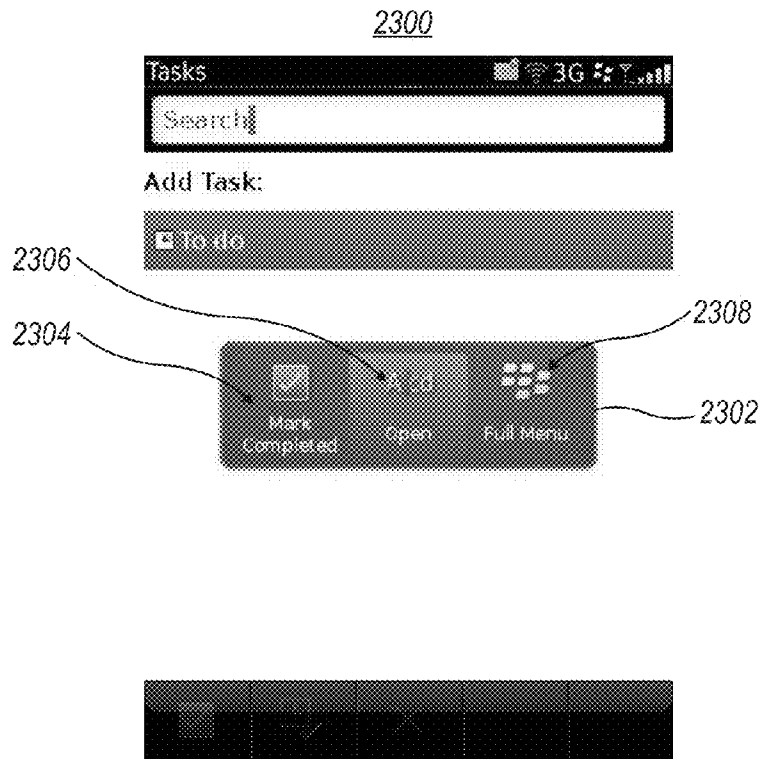 2300
Tasks 3G
Search
Add Task:
To do
2306
2304
2308
2302
Mark Completed
Open
Full Menu